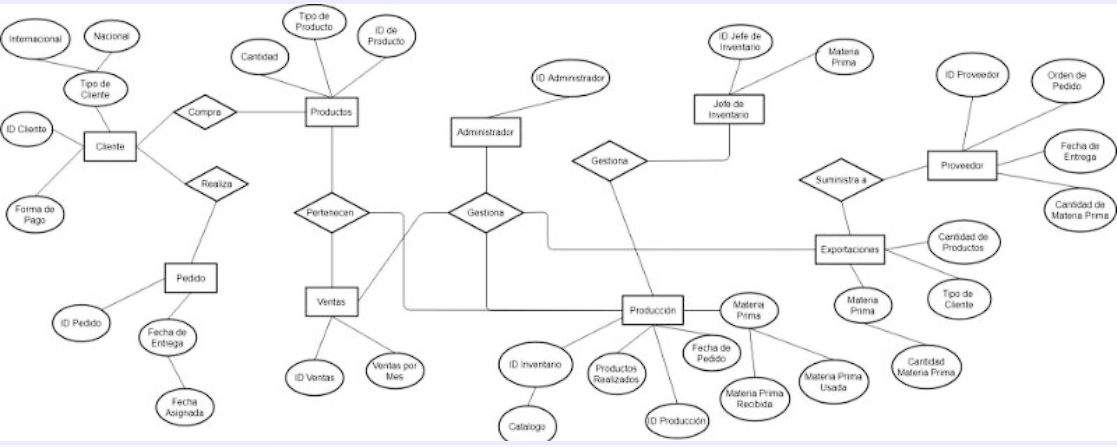 Internacional
Nacional
Tipo de
Cliente
ID Cliente
Cliente
Forma de
Pago
Compra
Realiza
Pedido
ID Pedido
Fecha de
Entrega
Fecha
Asignada
Tipo de
Producto
ID de
Producto
Cantidad
Productos
Pertenecen
Ventas
ID Ventas
Ventas por
Mes
ID Administrador
Administrador
Gestiona
ID Jefe de
Inventario
Materia
Prima
Jefe de
Inventario
Gestiona
ID Proveedor
Orden de
Pedido
Proveedor
Fecha de
Entrega
Cantidad de
Materia Prima
Suministra a
Exportaciones
Cantidad de
Productos
Tipo de
Cliente
Materia
Prima
Cantidad
Materia Prima
Producción
Materia
Prima
ID Inventario
Catalogo
Productos
Realizados
ID Producción
Fecha de
Pedido
Materia Prima
Recibida
Materia Prima
Usada